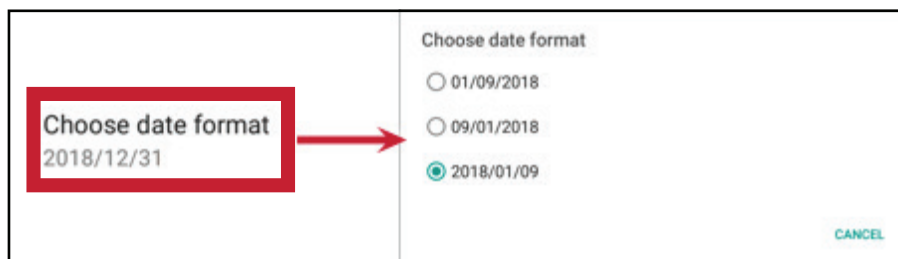 Choose date format
2018/12/31
Choose date format
01/09/2018
09/01/2018
2018/01/09
CANCEL